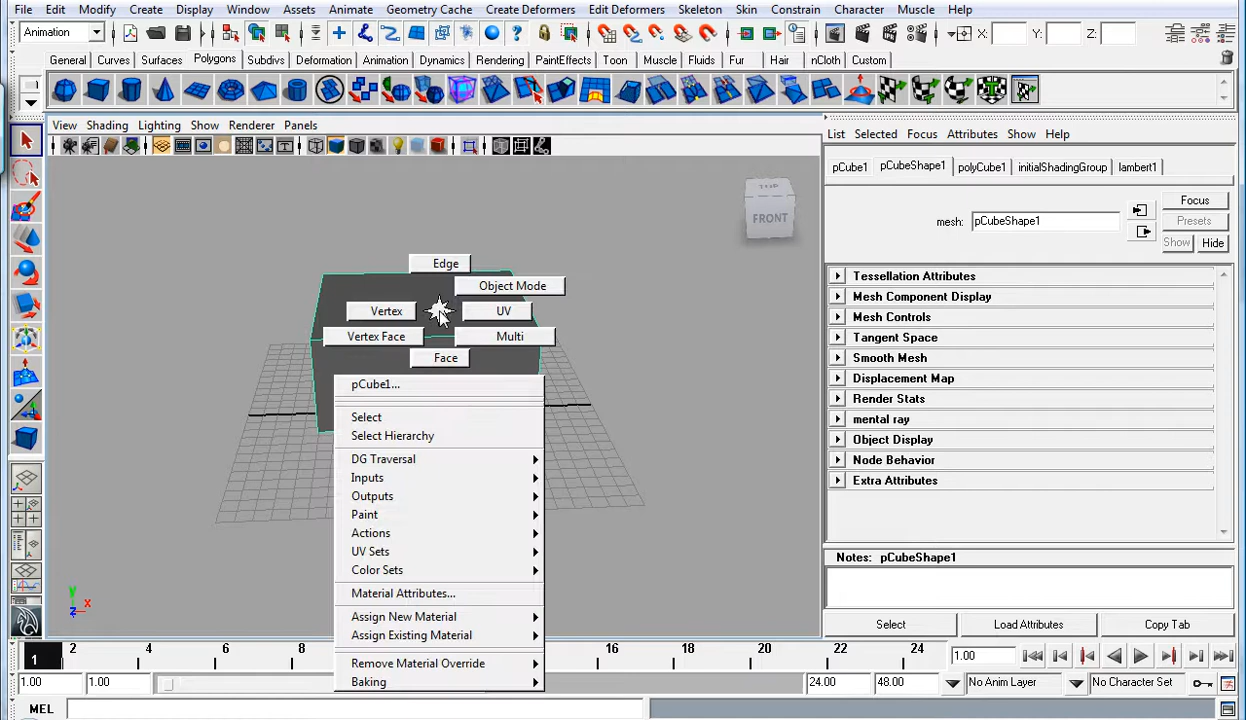 File Edit Modify Create Display Window Assets Animate Geometry Cache Create Deformers Edit Deformers Skeleton Skin Constrain Character Muscle Help
Animation X: Y: Z:
General Curves Surfaces Polygons Subdivs Deformation Animation Dynamics Rendering PaintEffects Toon Muscle Fluids Fur Hair nCloth Custom
View Shading Lighting Show Renderer Panels
List Selected Focus Attributes Show Help
pCube1 pCubeShape1 polyCube1 initialShadingGroup lambert1
mesh: pCubeShape1
Focus
Presets
Show Hide
TOP
FRONT
Edge
Object Mode
Vertex UV
Vertex Face Multi
Face
pCube1...
Select
Select Hierarchy
DG Traversal
Inputs
Outputs
Paint
Actions
UV Sets
Color Sets
Material Attributes...
Assign New Material
Assign Existing Material
Remove Material Override
Baking
Tessellation Attributes
Mesh Component Display
Mesh Controls
Tangent Space
Smooth Mesh
Displacement Map
Render Stats
mental ray
Object Display
Node Behavior
Extra Attributes
Notes: pCubeShape1
Select Load Attributes Copy Tab
y
z x
1 2 4 6 8 16 18 20 22 24 1.00
1.00 1.00 24.00 48.00 No Anim Layer No Character Set
MEL